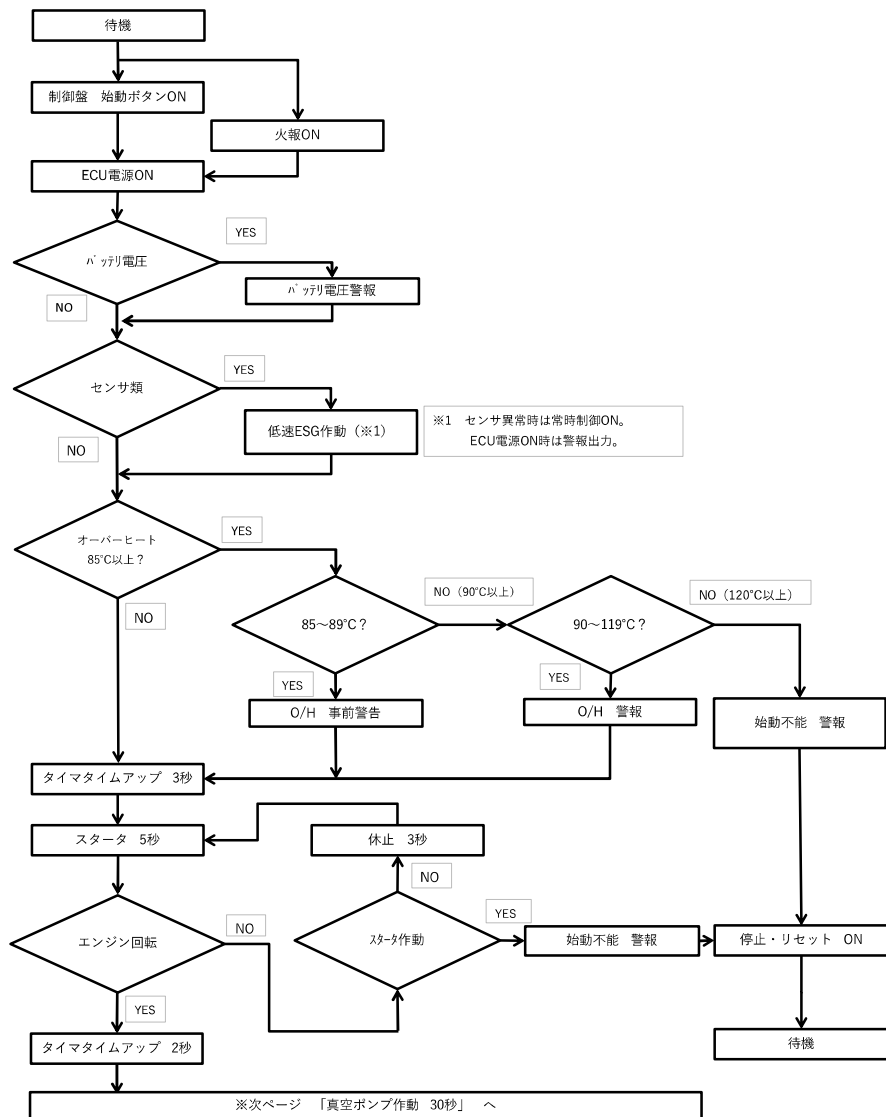 待機
制御盤　始動ボタンON
火報ON
ECU電源ON
YES
バッテリ電圧
バッテリ電圧警報
NO
YES
センサ類
低速ESG作動（※1）
※1　センサ異常時は常時制御ON。
ECU電源ON時は警報出力。
NO
YES
オーバーヒート
85℃以上？
NO（90℃以上）
NO（120℃以上）
NO
85～89℃？
90～119℃？
YES
YES
O/H　事前警告
O/H　警報
始動不能　警報
タイマタイムアップ　3秒
スタータ　5秒
休止　3秒
NO
YES
NO
エンジン回転
スタータ作動
始動不能　警報
停止・リセット　ON
YES
タイマタイムアップ　2秒
待機
※次ページ　「真空ポンプ作動　30秒」　へ